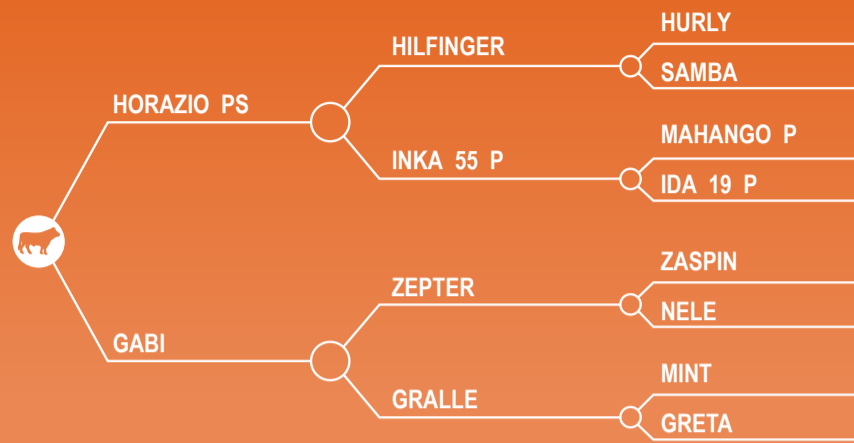 HURLY
HILFINGER
SAMBA
HORAZIO PS
MAHANGO P
INKA 55 P
IDA 19 P
ZASPIN
ZEPTER
NELE
GABI
MINT
GRALLE
GRETA